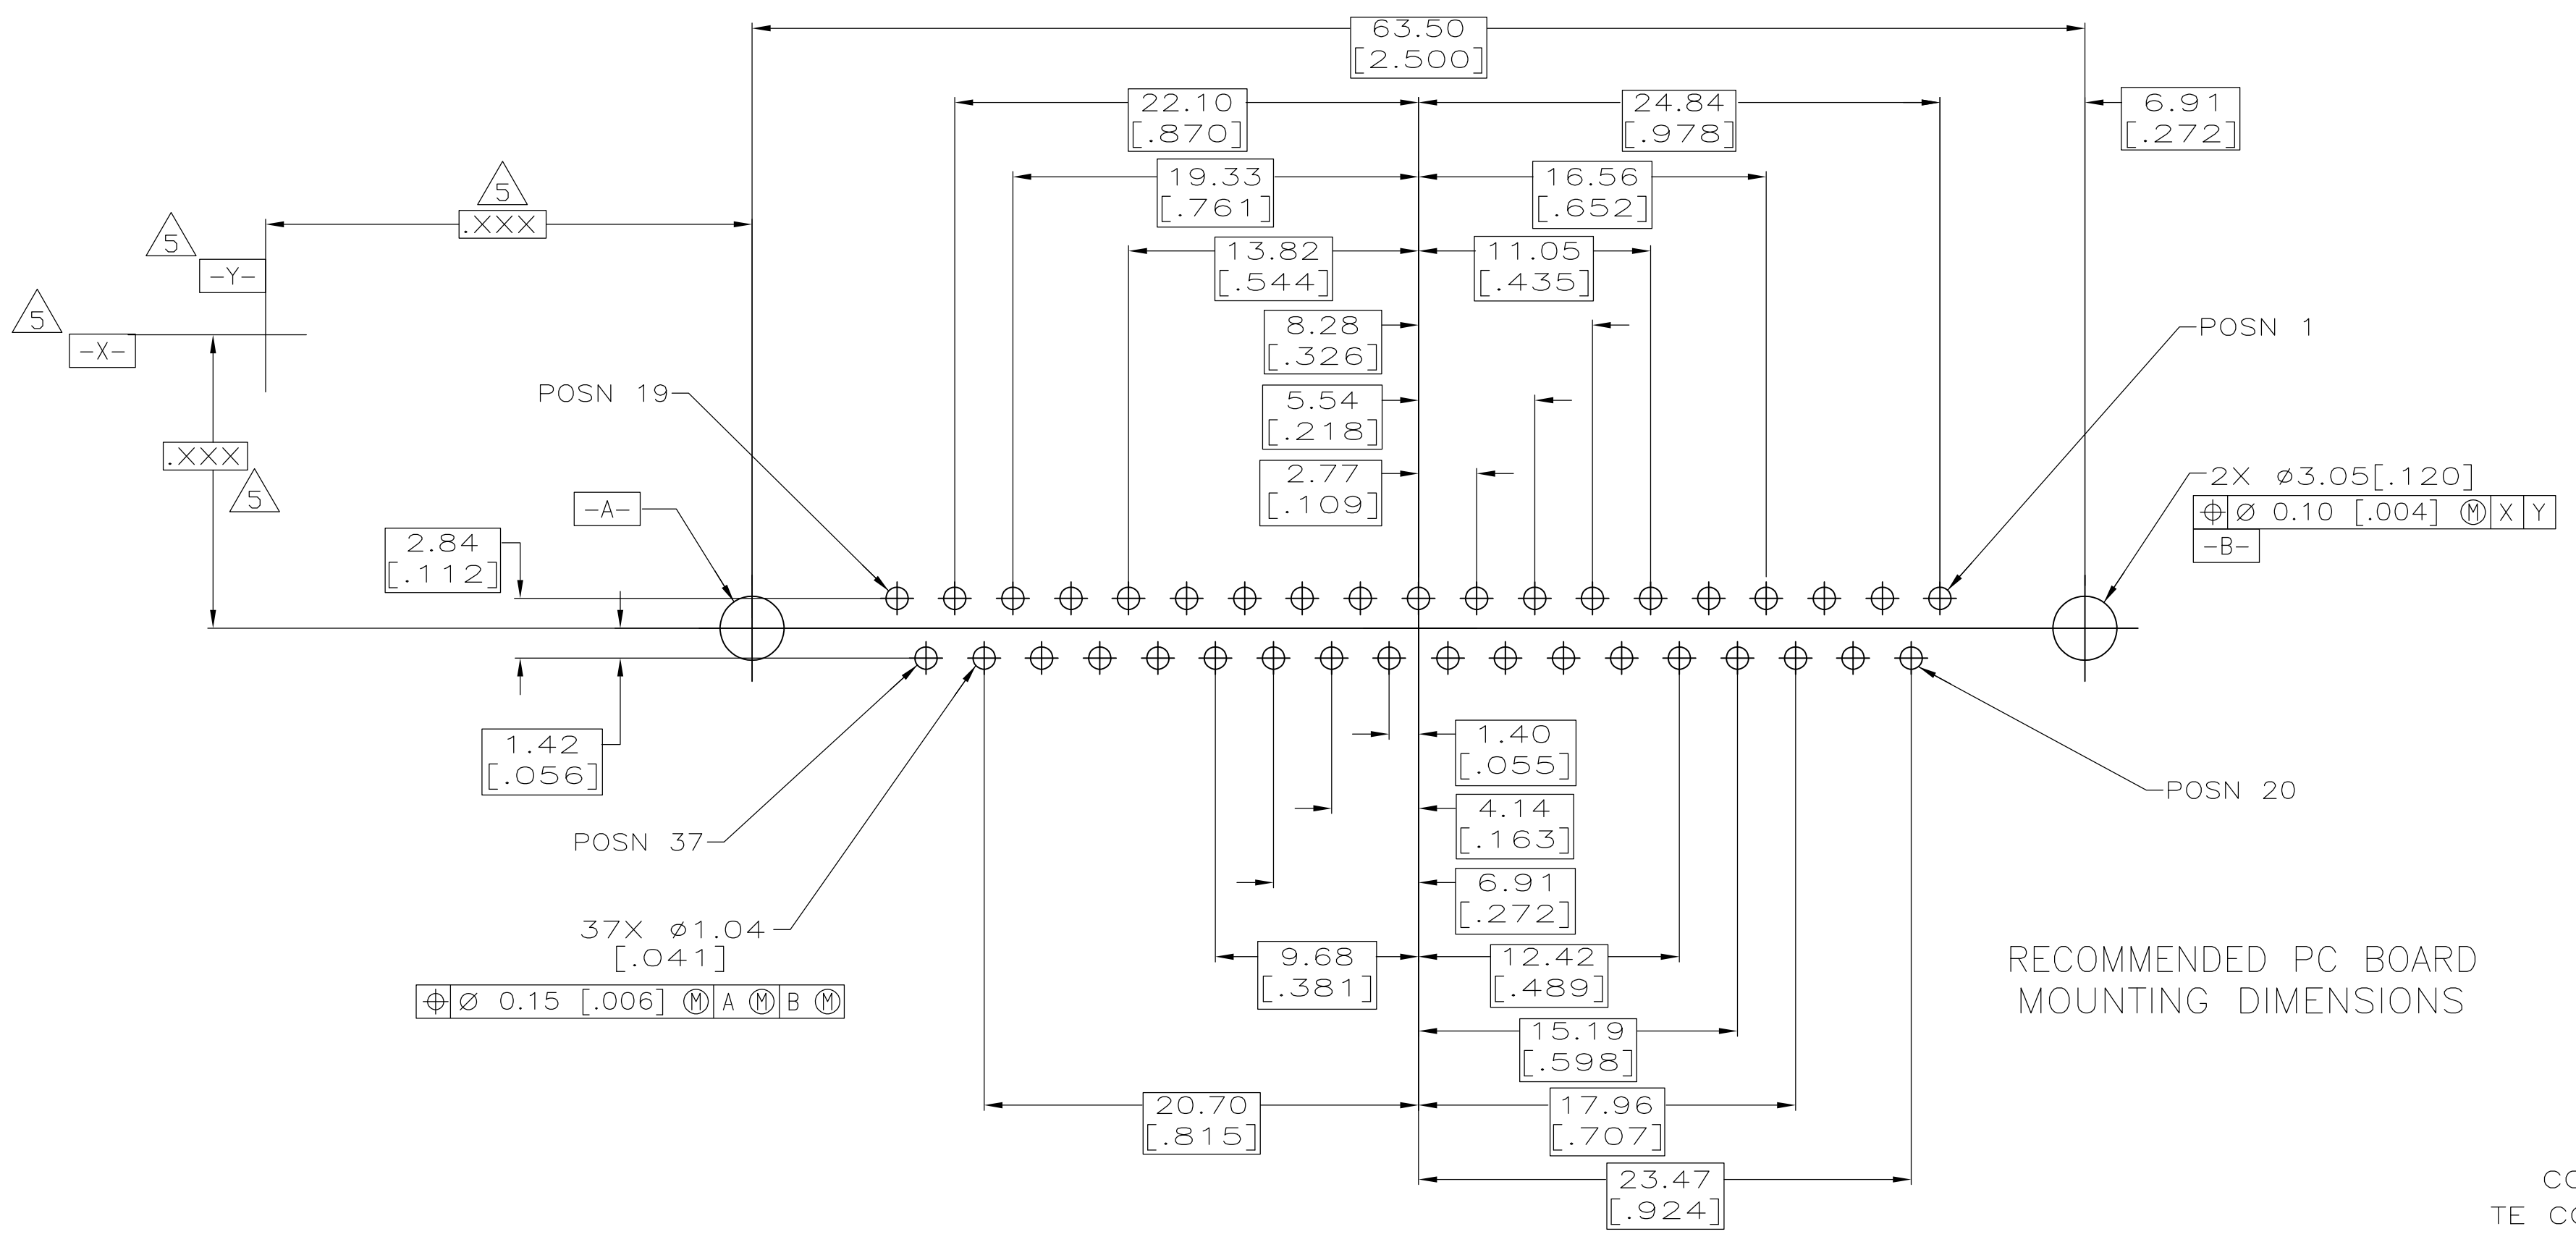 63.50
[2.500]
22.10
[.870]
24.84
[.978]
6.91
[.272]
19.33
[.761]
16.56
[.652]
5
.XXX
5
-Y-
13.82
[.544]
11.05
[.435]
5
-X-
8.28
[.326]
POSN 1
POSN 19
5.54
[.218]
.XXX
5
2.77
[.109]
-A-
2X ⌀3.05[.120]
⌖ ⌀ 0.10 [.004] Ⓜ X Y
-B-
2.84
[.112]
1.42
[.056]
1.40
[.055]
POSN 20
4.14
[.163]
POSN 37
6.91
[.272]
37X ⌀1.04
[.041]
⌖ ⌀ 0.15 [.006] Ⓜ A Ⓜ B Ⓜ
9.68
[.381]
12.42
[.489]
RECOMMENDED PC BOARD
MOUNTING DIMENSIONS
15.19
[.598]
20.70
[.815]
17.96
[.707]
23.47
[.924]
TE